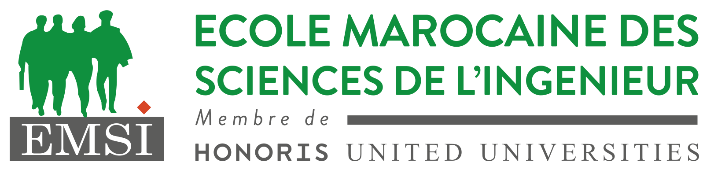 ECOLE MAROCAINE DES
SCIENCES DE L'INGENIEUR
Membre de
HONORIS UNITED UNIVERSITIES
EMSI